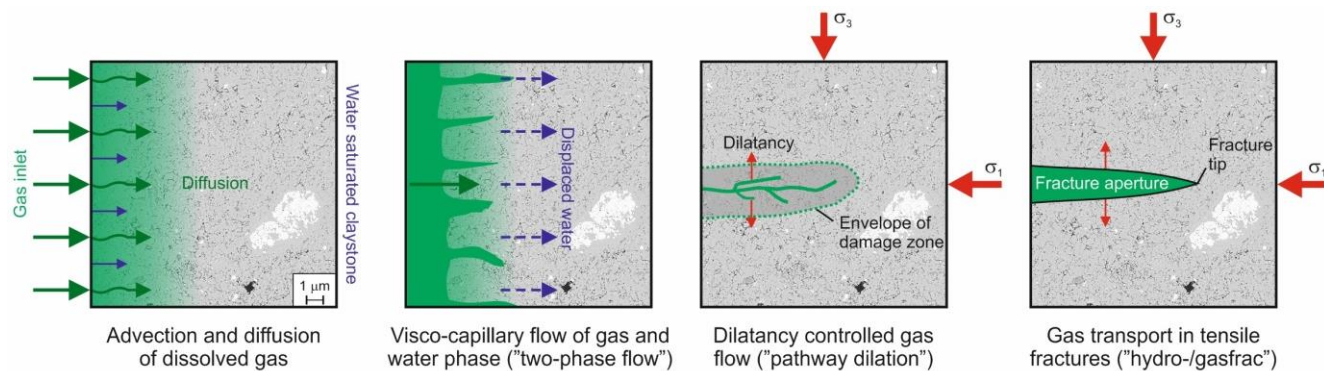 Gas inlet
Diffusion
Water saturated claystone
1 μm
Advection and diffusion
of dissolved gas
Displaced water
Visco-capillary flow of gas and
water phase ("two-phase flow")
σ3
Dilatancy
σ1
Envelope of
damage zone
Dilatancy controlled gas
flow ("pathway dilation")
σ3
Fracture
tip
Fracture aperture
σ1
Gas transport in tensile
fractures ("hydro-/gasfrac")